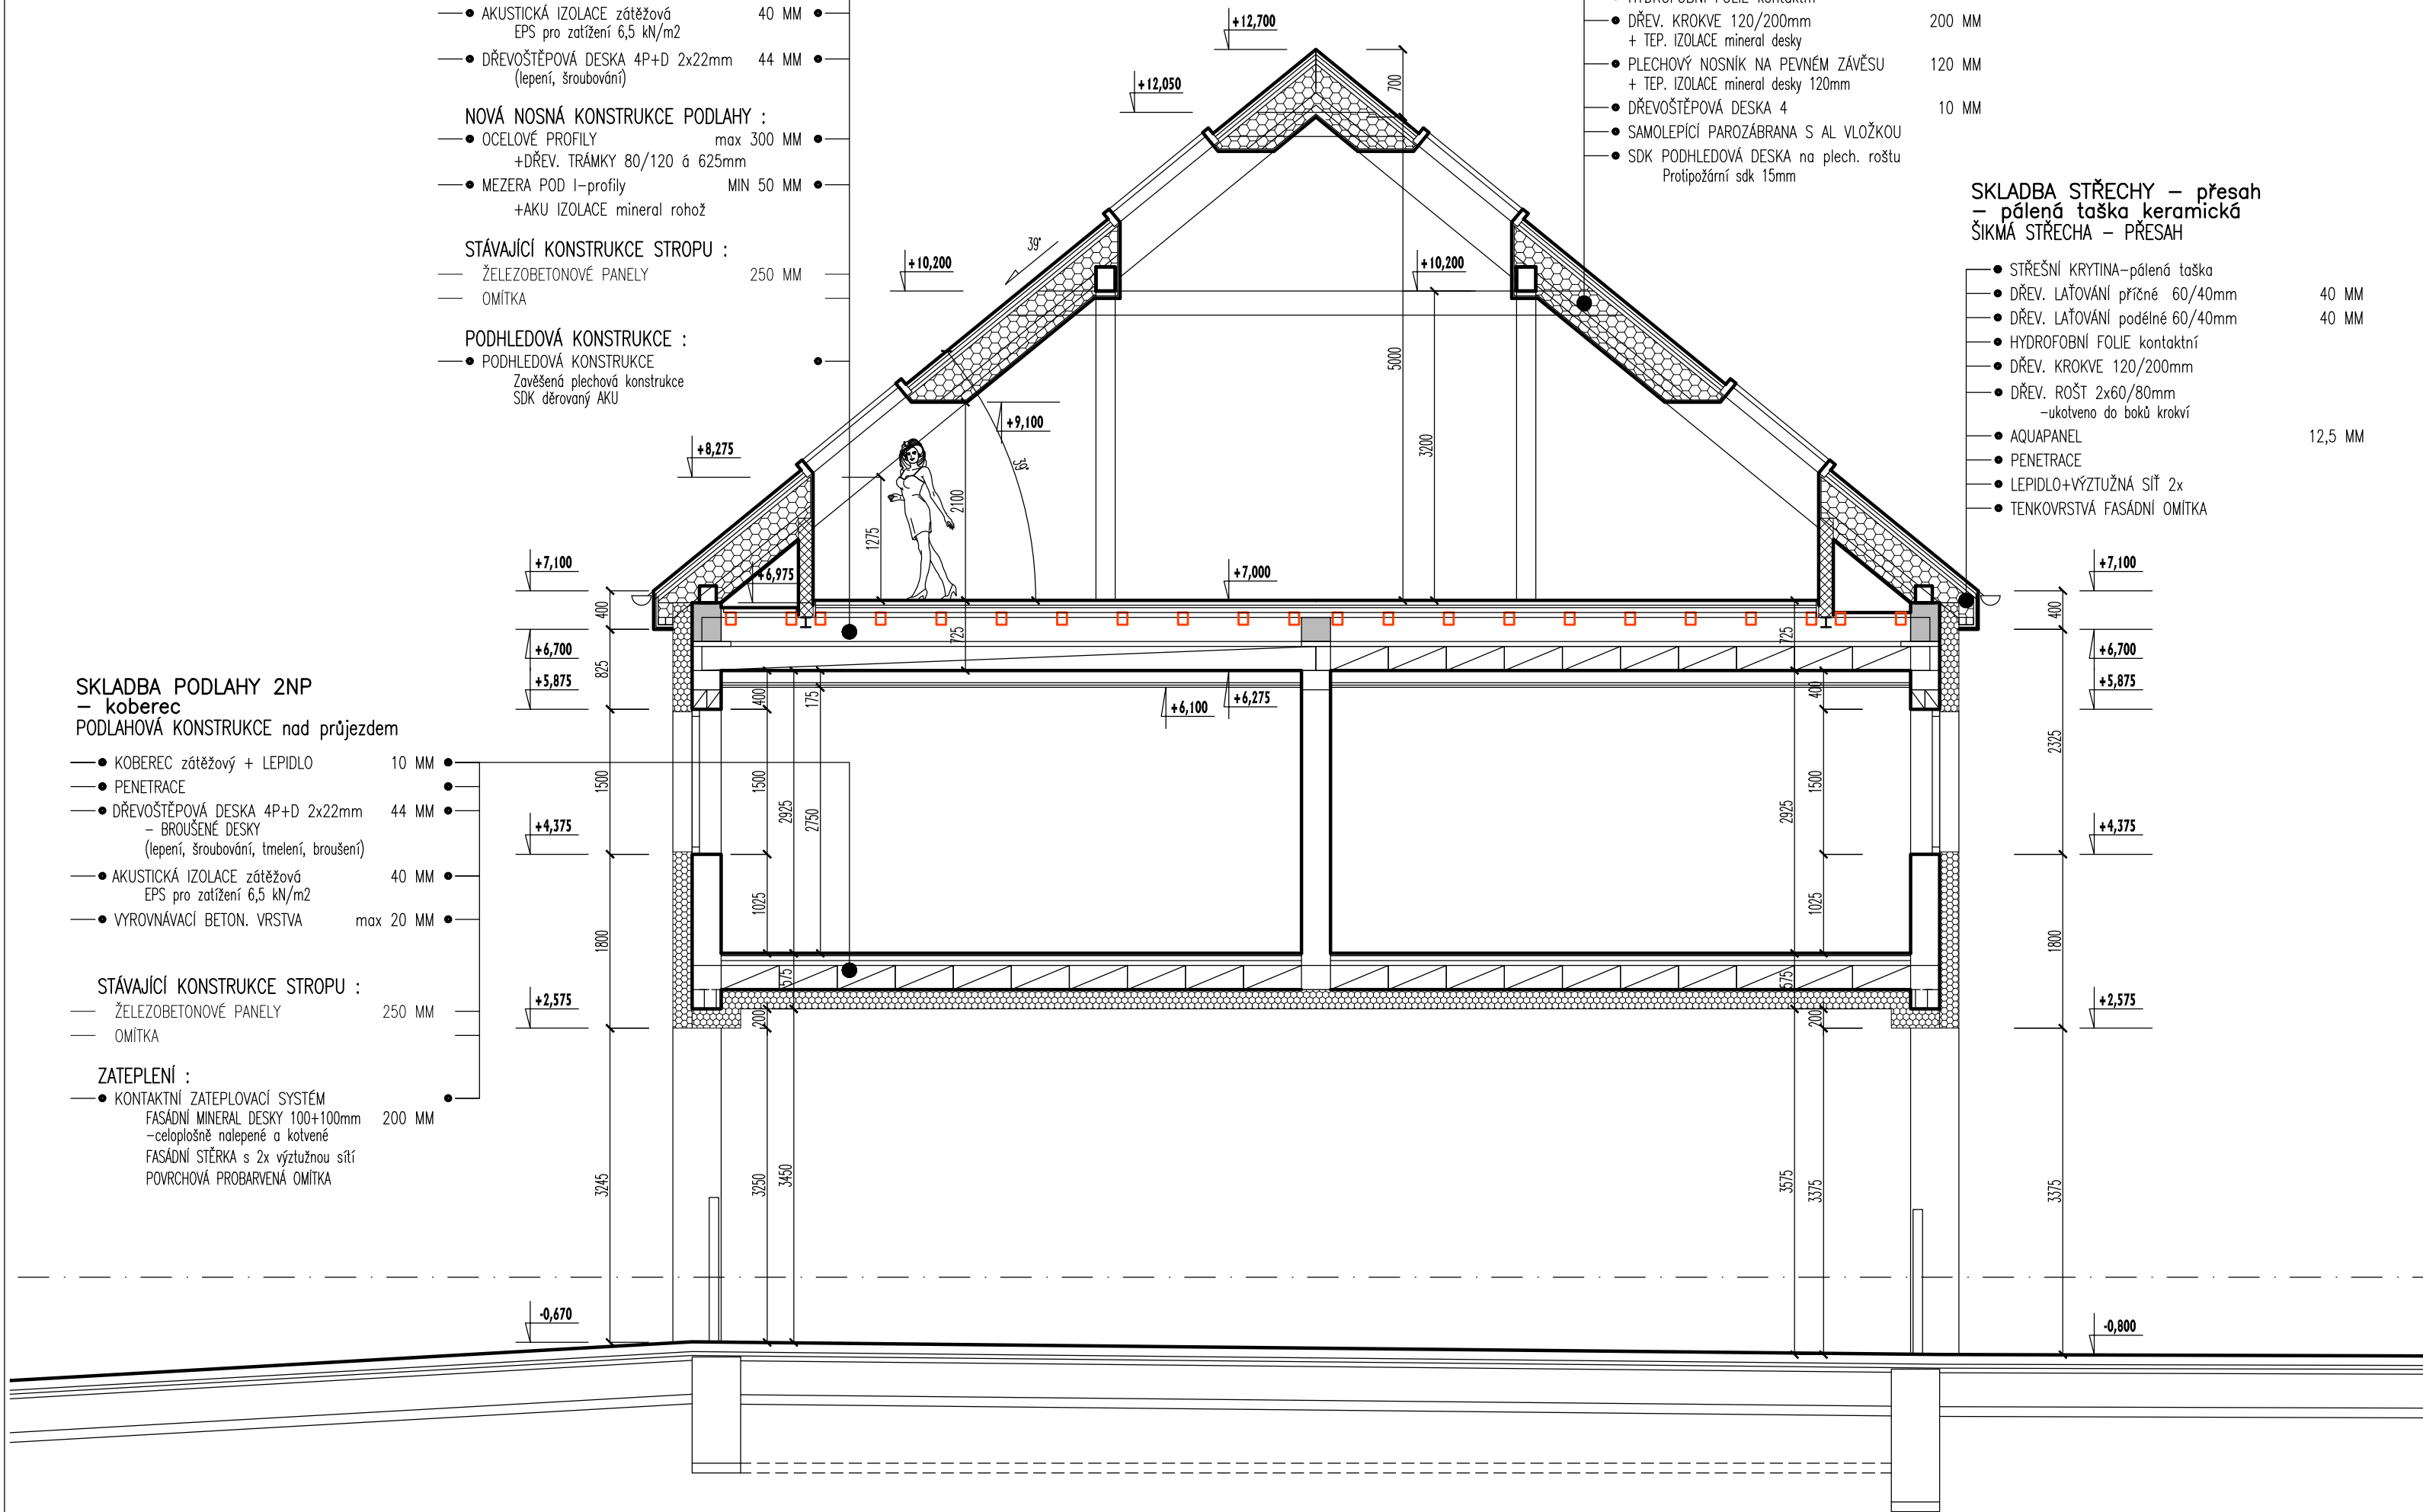 AKUSTICKÁ IZOLACE zátěžová 40 MM
EPS pro zatížení 6,5 kN/m2
DŘEVOŠTĚPOVÁ DESKA 4P+D 2x22mm 44 MM
(lepení, šroubování)
NOVÁ NOSNÁ KONSTRUKCE PODLAHY :
OCELOVÉ PROFILY max 300 MM
+DŘEV. TRÁMKY 80/120 á 625mm
MEZERA POD I-profily MIN 50 MM
+AKU IZOLACE mineral rohož
STÁVAJÍCÍ KONSTRUKCE STROPU :
ŽELEZOBETONOVÉ PANELY 250 MM
OMÍTKA
PODHLEDOVÁ KONSTRUKCE :
PODHLEDOVÁ KONSTRUKCE
Zavěšená plechová konstrukce
SDK děrovaný AKU
HYDROFOBNÍ FOLIE kontaktní
DŘEV. KROKVE 120/200mm 200 MM
+ TEP. IZOLACE mineral desky
PLECHOVÝ NOSNÍK NA PEVNÉM ZÁVĚSU 120 MM
+ TEP. IZOLACE mineral desky 120mm
DŘEVOŠTĚPOVÁ DESKA 4 10 MM
SAMOLEPÍCÍ PAROZÁBRANA S AL VLOŽKOU
SDK PODHLEDOVÁ DESKA na plech. roštu
Protipožární sdk 15mm
SKLADBA STŘECHY – přesah
– pálená taška keramická
ŠIKMÁ STŘECHA – PŘESAH
STŘEŠNÍ KRYTINA-pálená taška
DŘEV. LAŤOVÁNÍ příčné 60/40mm 40 MM
DŘEV. LAŤOVÁNÍ podélné 60/40mm 40 MM
HYDROFOBNÍ FOLIE kontaktní
DŘEV. KROKVE 120/200mm
DŘEV. ROŠT 2x60/80mm
-ukotveno do boků krokví
AQUAPANEL 12,5 MM
PENETRACE
LEPIDLO+VÝZTUŽNÁ SÍŤ 2x
TENKOVRSTVÁ FASÁDNÍ OMÍTKA
+12,700
+12,050
700
39°
+10,200
+10,200
5000
3200
+9,100
39°
+8,275
2100
1275
+7,100
+6,975
+7,000
+7,100
400
400
725
725
+6,700
+6,700
825
+5,875
+5,875
400
175
+6,100
+6,275
400
2325
1500
1500
2925
2750
2925
1500
+4,375
+4,375
1025
1025
1800
1800
575
575
+2,575
+2,575
200
200
3245
3250
3450
3575
3375
3375
-0,670
-0,800
SKLADBA PODLAHY 2NP
– koberec
PODLAHOVÁ KONSTRUKCE nad průjezdem
KOBEREC zátěžový + LEPIDLO 10 MM
PENETRACE
DŘEVOŠTĚPOVÁ DESKA 4P+D 2x22mm 44 MM
- BROUŠENÉ DESKY
(lepení, šroubování, tmelení, broušení)
AKUSTICKÁ IZOLACE zátěžová 40 MM
EPS pro zatížení 6,5 kN/m2
VYROVNÁVACÍ BETON. VRSTVA max 20 MM
STÁVAJÍCÍ KONSTRUKCE STROPU :
ŽELEZOBETONOVÉ PANELY 250 MM
OMÍTKA
ZATEPLENÍ :
KONTAKTNÍ ZATEPLOVACÍ SYSTÉM
FASÁDNÍ MINERAL DESKY 100+100mm 200 MM
-celoplošně nalepené a kotvené
FASÁDNÍ STĚRKA s 2x výztužnou sítí
POVRCHOVÁ PROBARVENÁ OMÍTKA